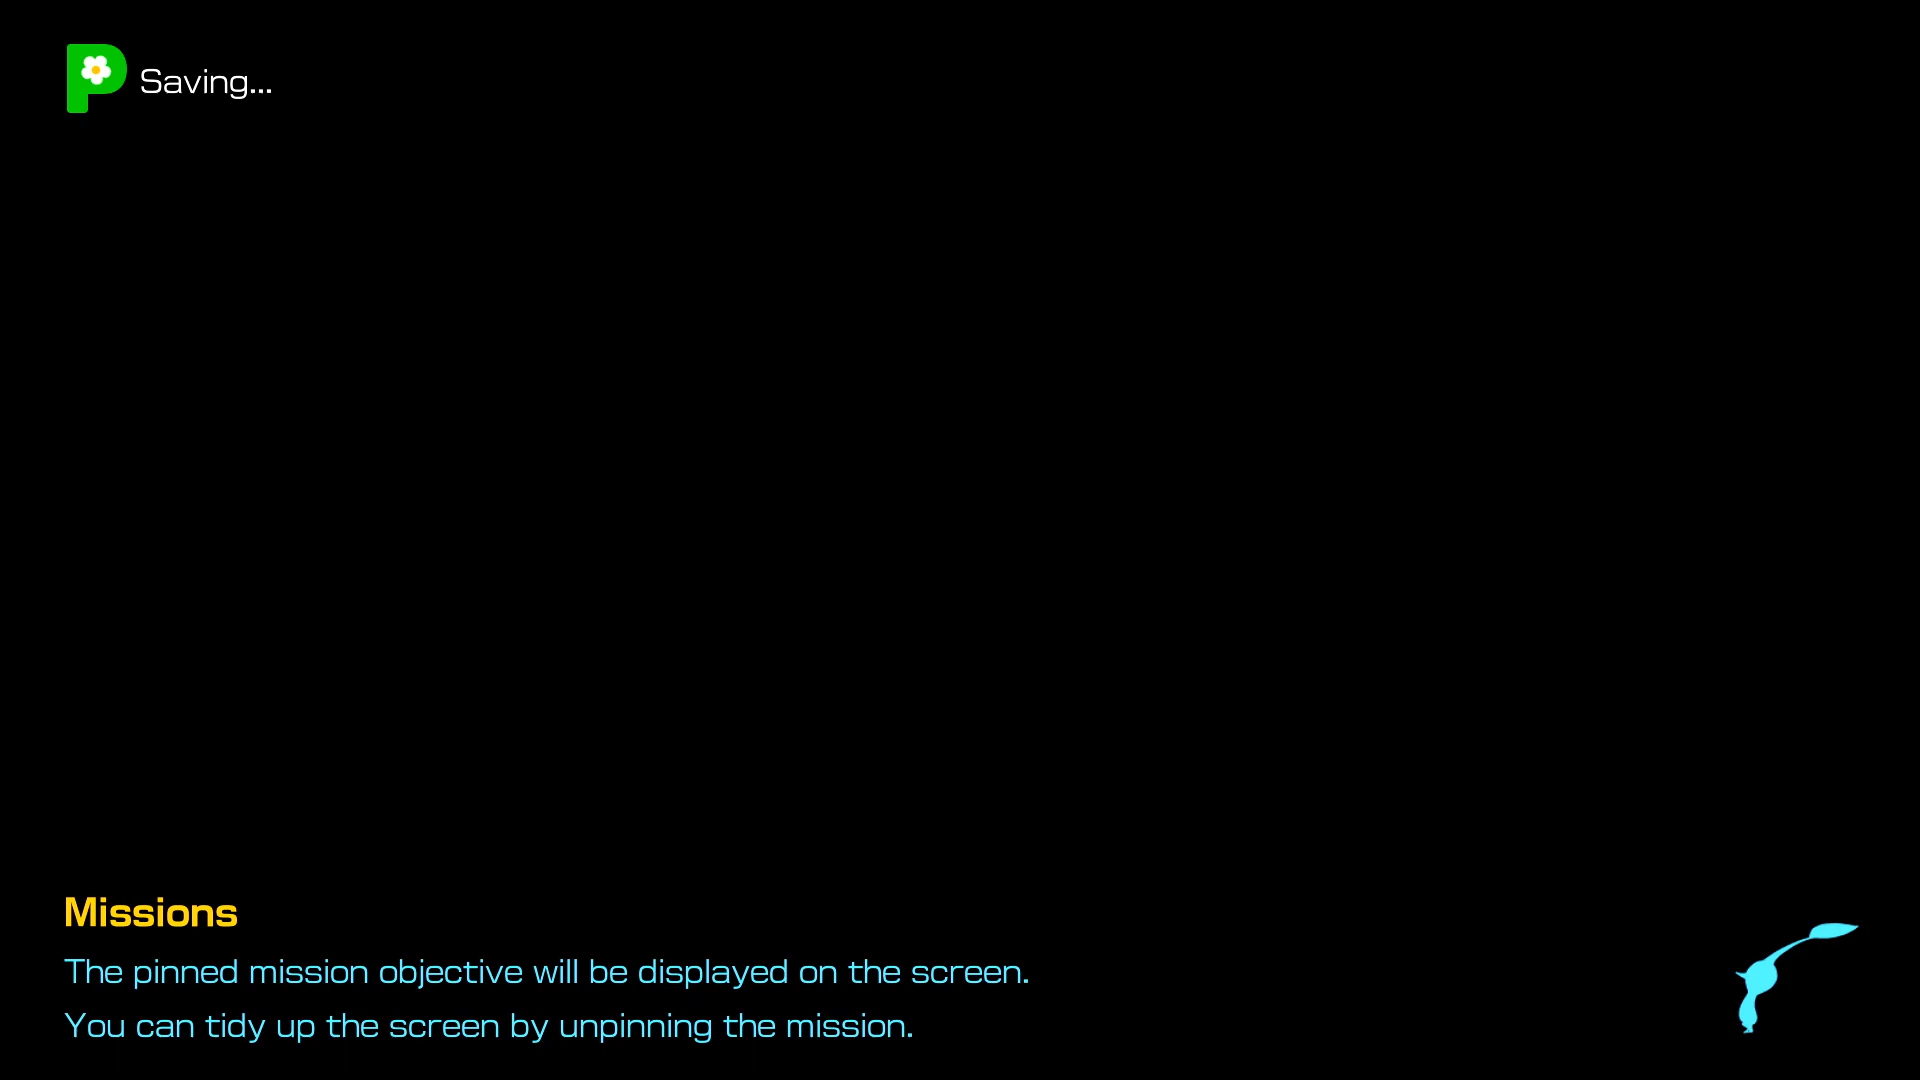 Saving...
Missions
The pinned mission objective will be displayed on the screen.
You can tidy up the screen by unpinning the mission.